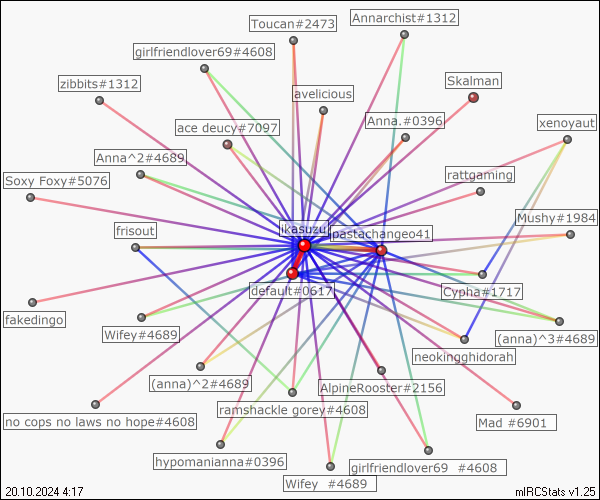 Toucan#2473
Annarchist#1312
girlfriendlover69#4608
zibbits#1312
Skalman
avelicious
ace deucy#7097
Anna.#0396
xenoyaut
Anna^2#4689
Soxy Foxy#5076
rattgaming
Mushy#1984
frisout
ikasuzu
pastachangeo41
default#0617
Cypha#1717
fakedingo
Wifey#4689
(anna)^3#4689
neokingghidorah
(anna)^2#4689
AlpineRooster#2156
ramshackle gorey#4608
no cops no laws no hope#4608
Mad #6901
hypomanianna#0396
girlfriendlover69 #4608
Wifey #4689
20.10.2024 4:17
mIRCStats v1.25